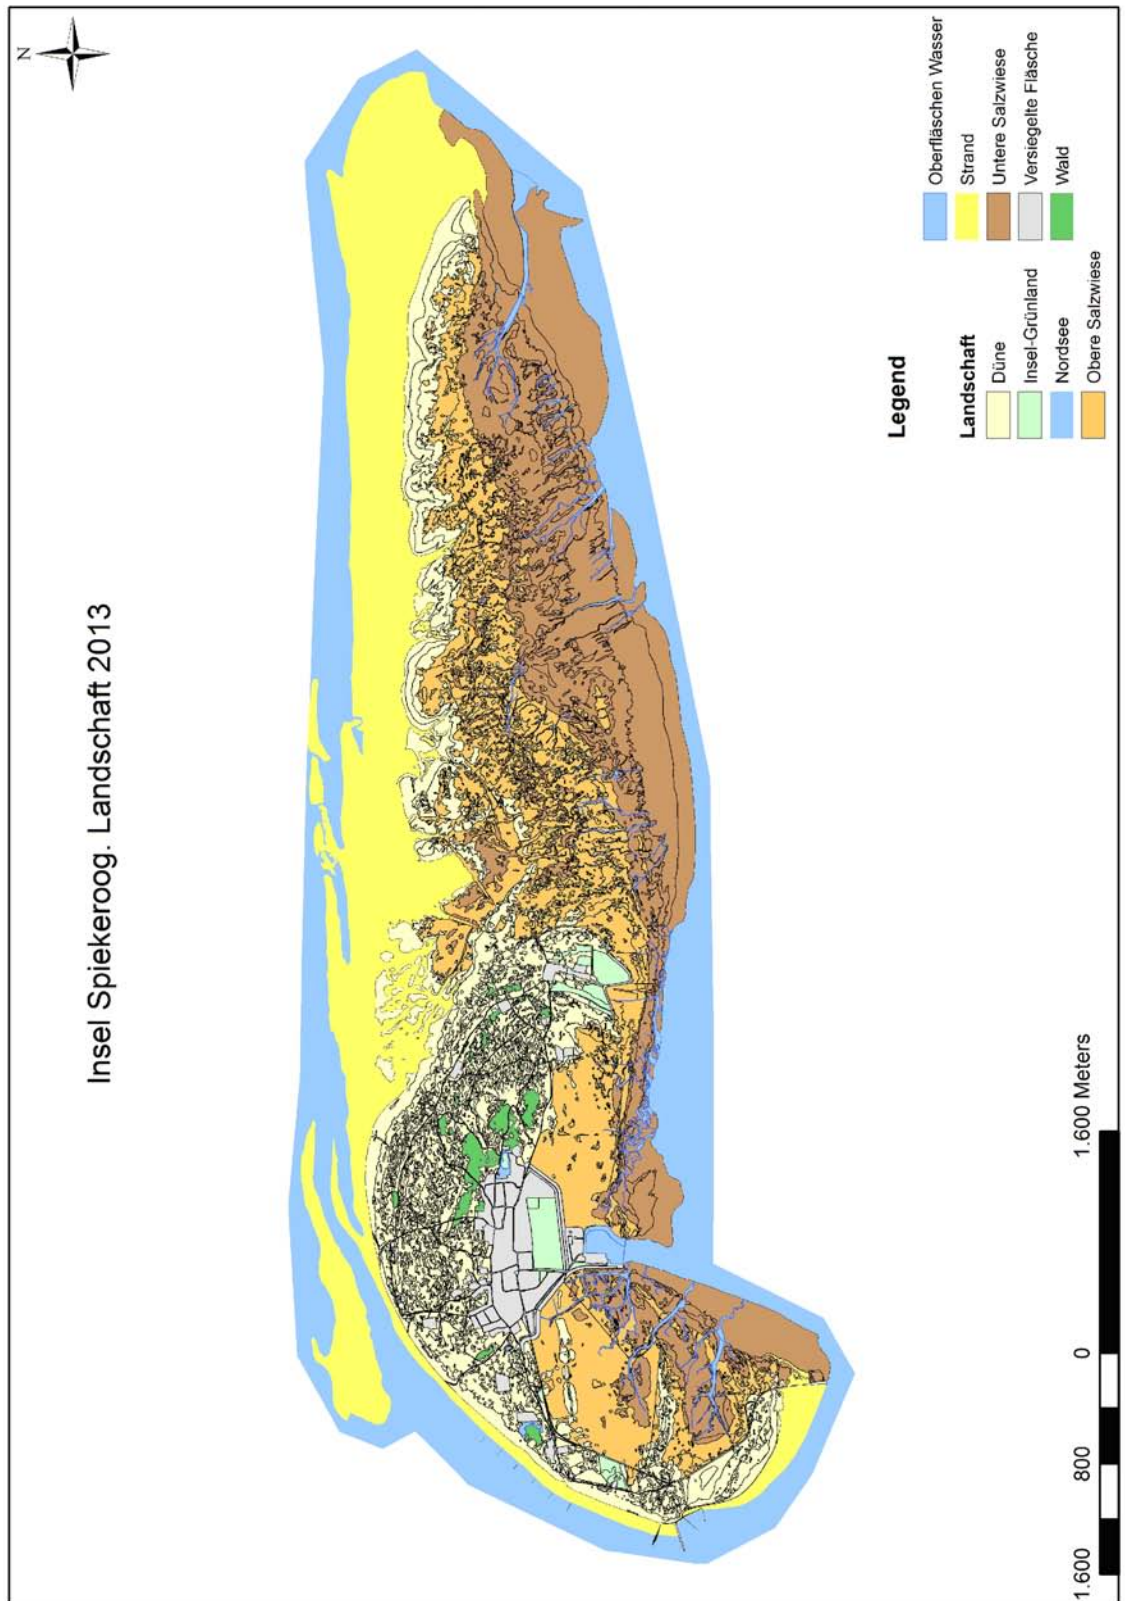 N
Insel Spiekeroog. Landschaft 2013
Legend
Landschaft
Düne
Insel-Grünland
Nordsee
Obere Salzwiese
Oberfläschen Wasser
Strand
Untere Salzwiese
Versiegelte Fläsche
Wald
1.600 800 0 1.600 Meters